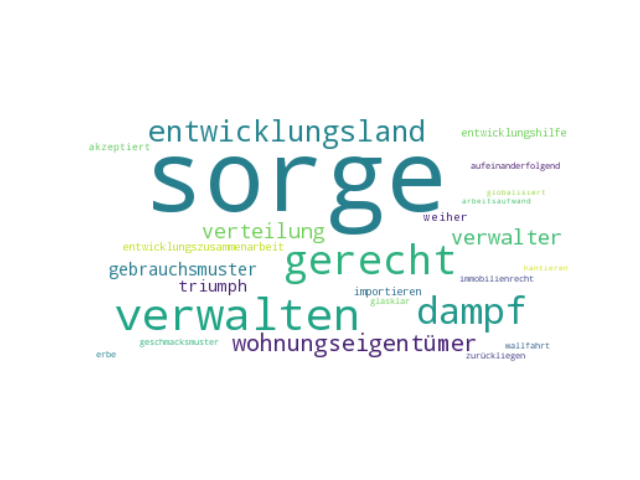 entwicklungsland
entwicklungshilfe
akzeptiert
sorge
aufeinanderfolgend
globalisiert
arbeitsaufwand
weiher
verteilung
verwalter
entwicklungszusammenarbeit
gerecht
gebrauchsmuster
hantieren
immobilienrecht
triumph
importieren
glasklar
verwalten
dampf
geschmacksmuster
wohnungseigentümer
wallfahrt
erbe
zurückliegen